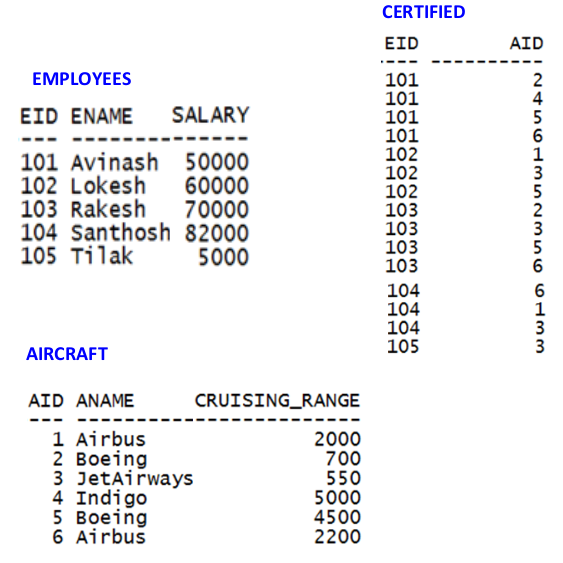 CERTIFIED
EID AID
---- ----------
101 2
101 4
101 5
101 6
102 1
102 3
102 5
103 2
103 3
103 5
103 6
104 6
104 1
104 3
105 3
EMPLOYEES
EID ENAME SALARY
--- -------------
101 Avinash 50000
102 Lokesh 60000
103 Rakesh 70000
104 Santhosh 82000
105 Tilak 5000
AIRCRAFT
AID ANAME CRUISING_RANGE
--- -----------------------
1 Airbus 2000
2 Boeing 700
3 JetAirways 550
4 Indigo 5000
5 Boeing 4500
6 Airbus 2200